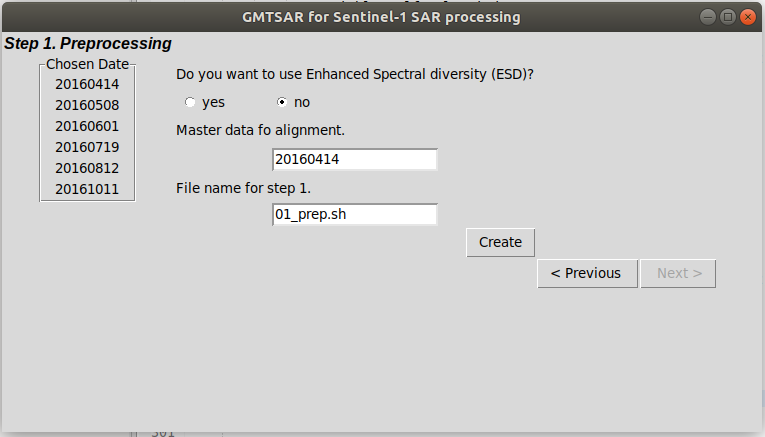 GMTSAR for Sentinel-1 SAR processing
Step 1. Preprocessing
Chosen Date
20160414
20160508
20160601
20160719
20160812
20161011
Do you want to use Enhanced Spectral diversity (ESD)?
yes no
Master data fo alignment.
20160414
File name for step 1.
01_prep.sh
Create
< Previous Next >